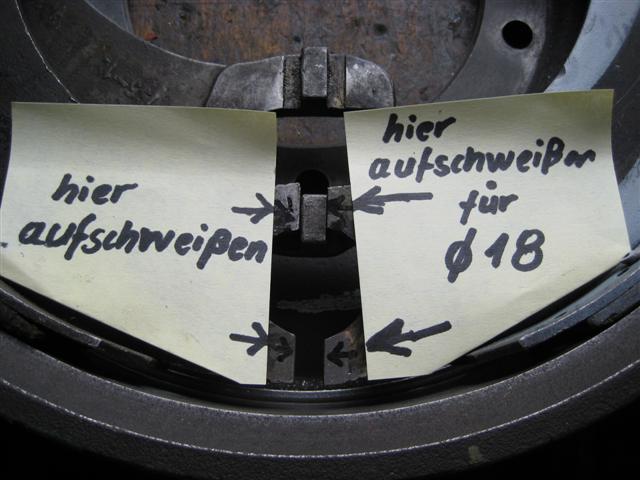 hier
aufschweißen
hier
aufschweißen
für
ø 18